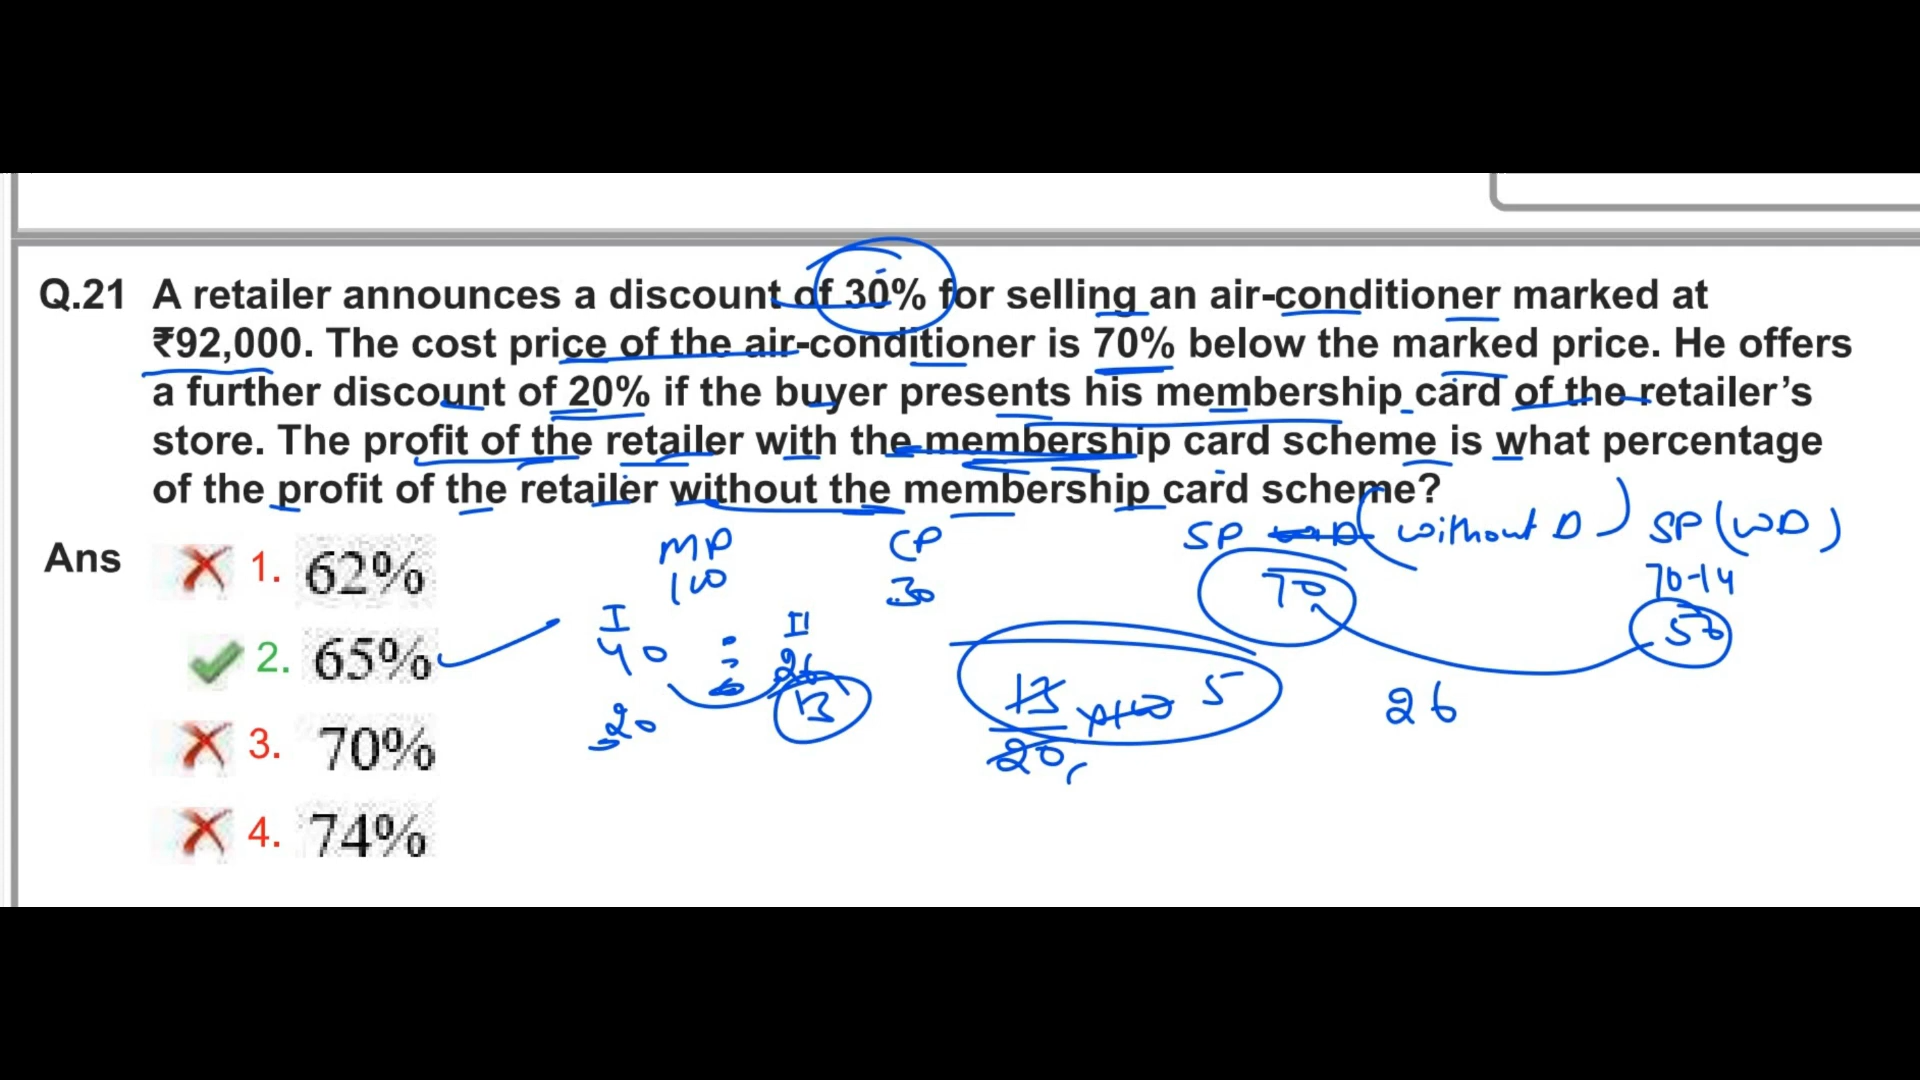 Q.21 A retailer announces a discount of 30% for selling an air-conditioner marked at
₹92,000. The cost price of the air-conditioner is 70% below the marked price. He offers
a further discount of 20% if the buyer presents his membership card of the retailer's
store. The profit of the retailer with the membership card scheme is what percentage
of the profit of the retailer without the membership card scheme?
Ans
1. 62%
2. 65%
3. 70%
4. 74%
MP CP SP (without D) SP (WD)
100 30 70 70-14
56
I : II
40 : 26
20 13
13/20 × 100 5
26